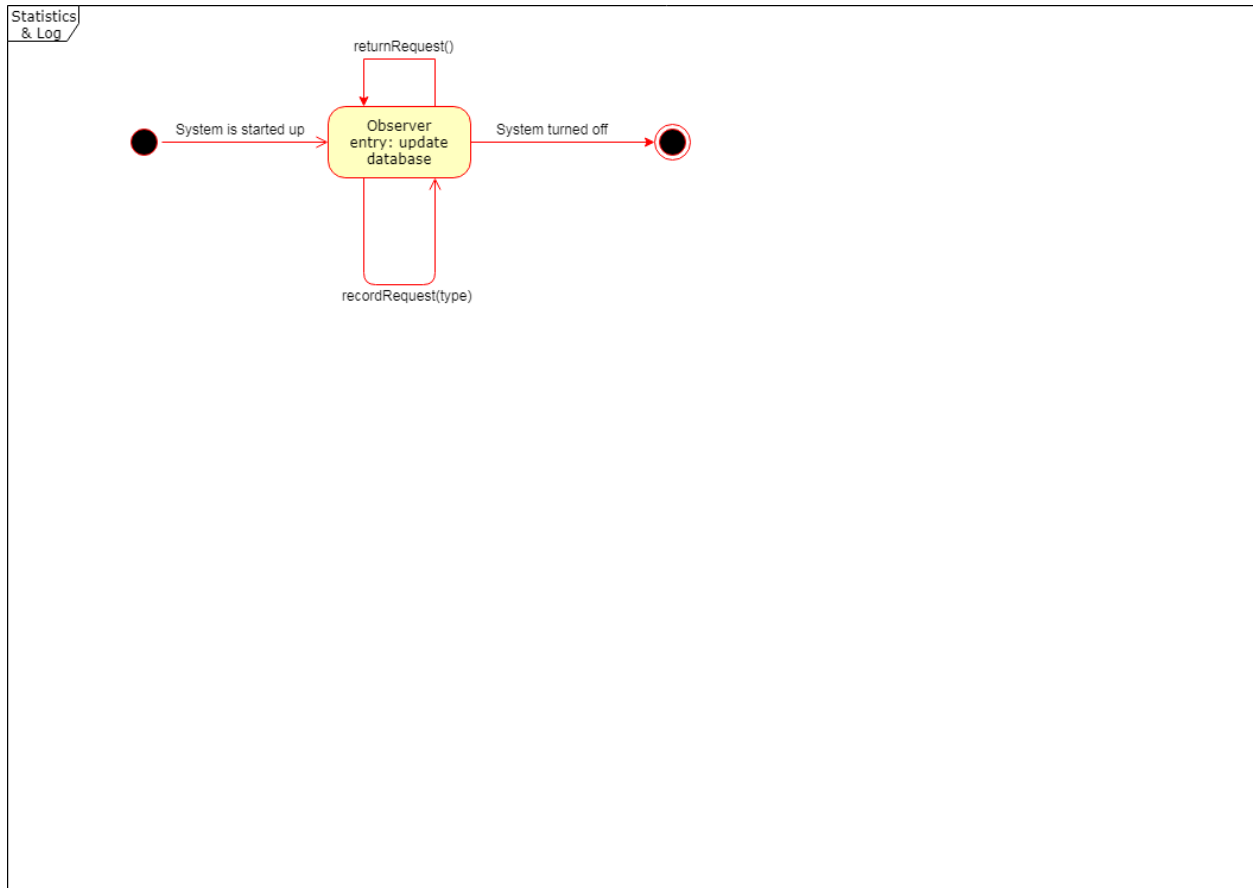 Statistics
& Log
returnRequest()
System is started up
Observer
entry: update
database
System turned off
recordRequest(type)